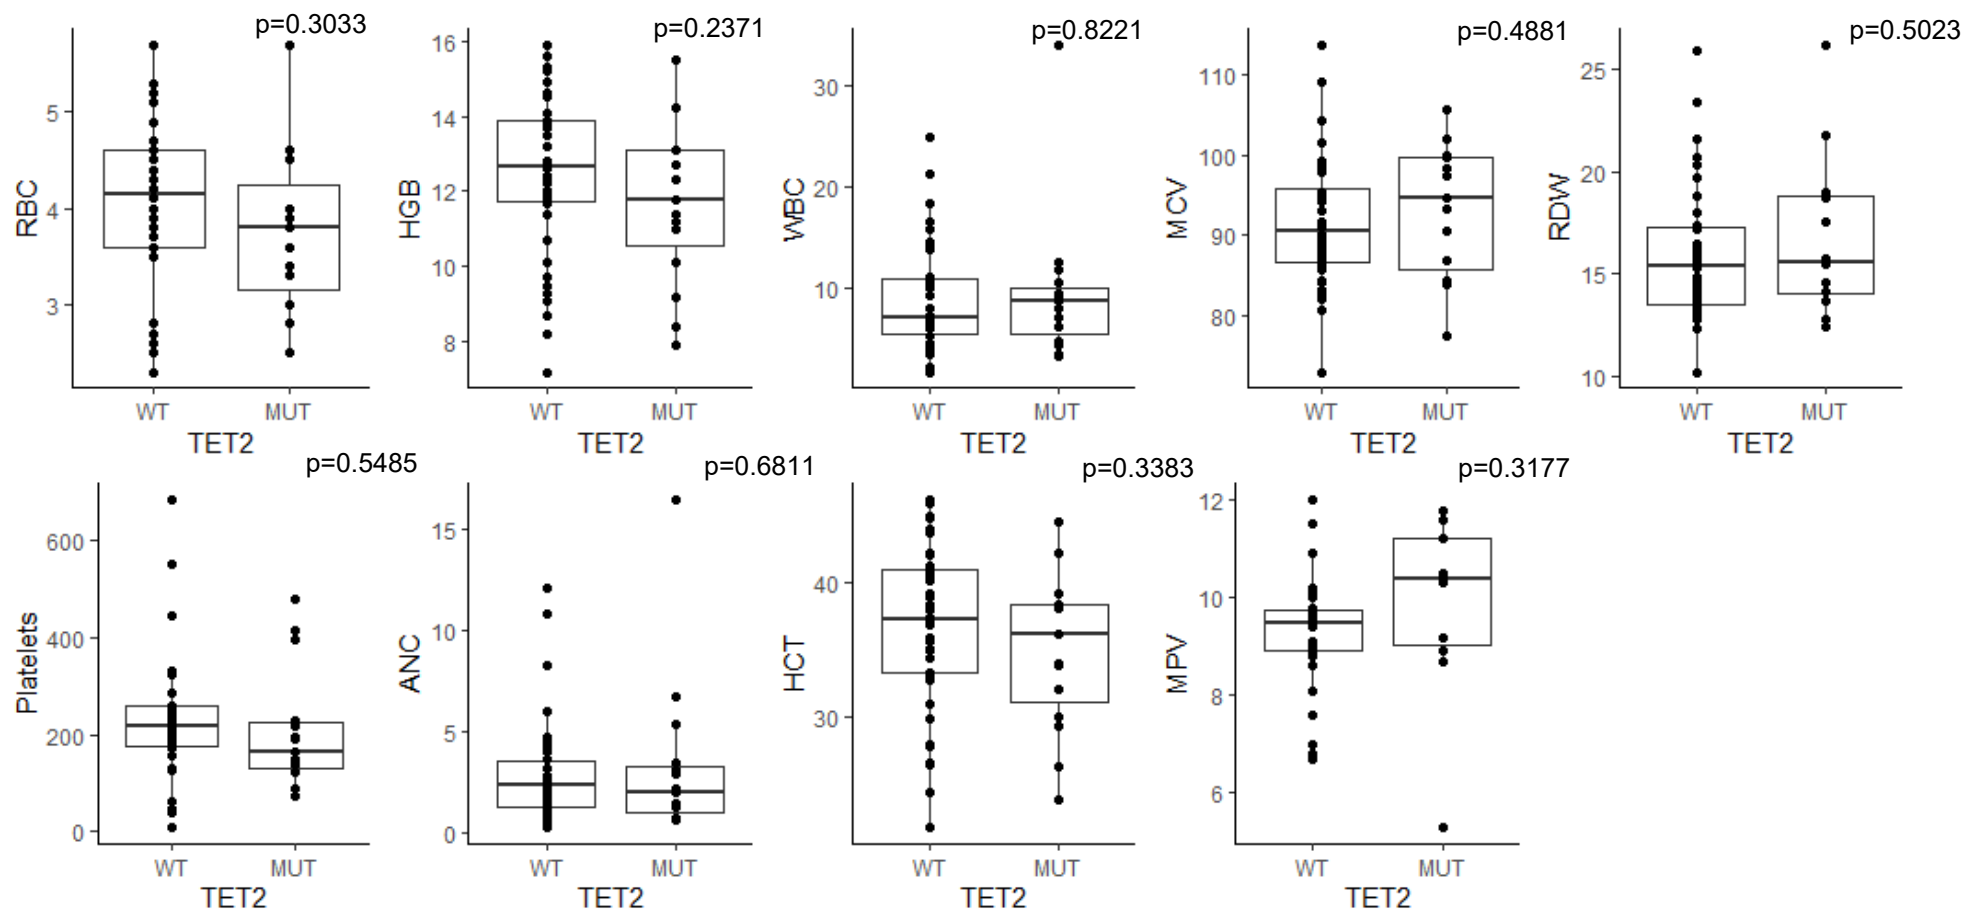 p=0.3033
RBC
5
4
3
WT MUT
TET2
p=0.2371
HGB
16
14
12
10
8
WT MUT
TET2
p=0.8221
WBC
30
20
10
WT MUT
TET2
p=0.4881
MCV
110
100
90
80
WT MUT
TET2
p=0.5023
RDW
25
20
15
10
WT MUT
TET2
p=0.5485
Platelets
600
400
200
0
WT MUT
TET2
p=0.6811
ANC
15
10
5
0
WT MUT
TET2
p=0.3383
HCT
40
30
WT MUT
TET2
p=0.3177
MPV
12
10
8
6
WT MUT
TET2